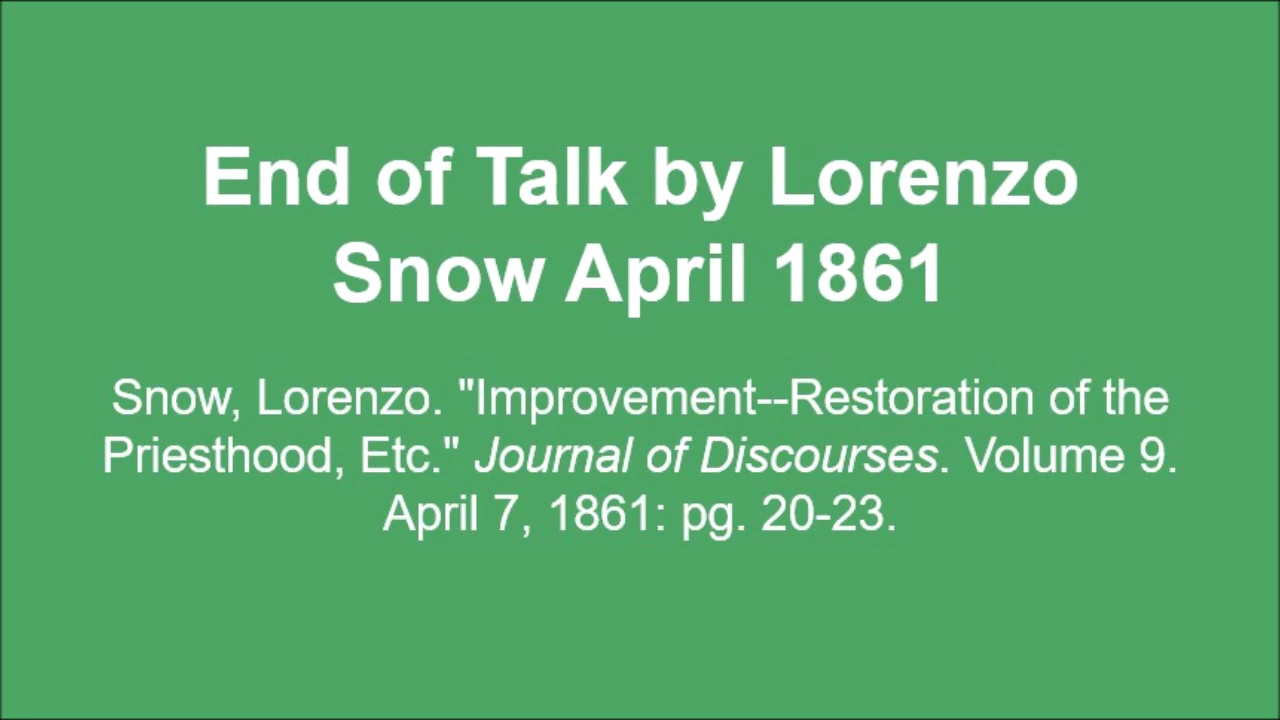 End of Talk by Lorenzo
Snow April 1861
Snow, Lorenzo. "Improvement--Restoration of the
Priesthood, Etc." Journal of Discourses. Volume 9.
April 7, 1861: pg. 20-23.